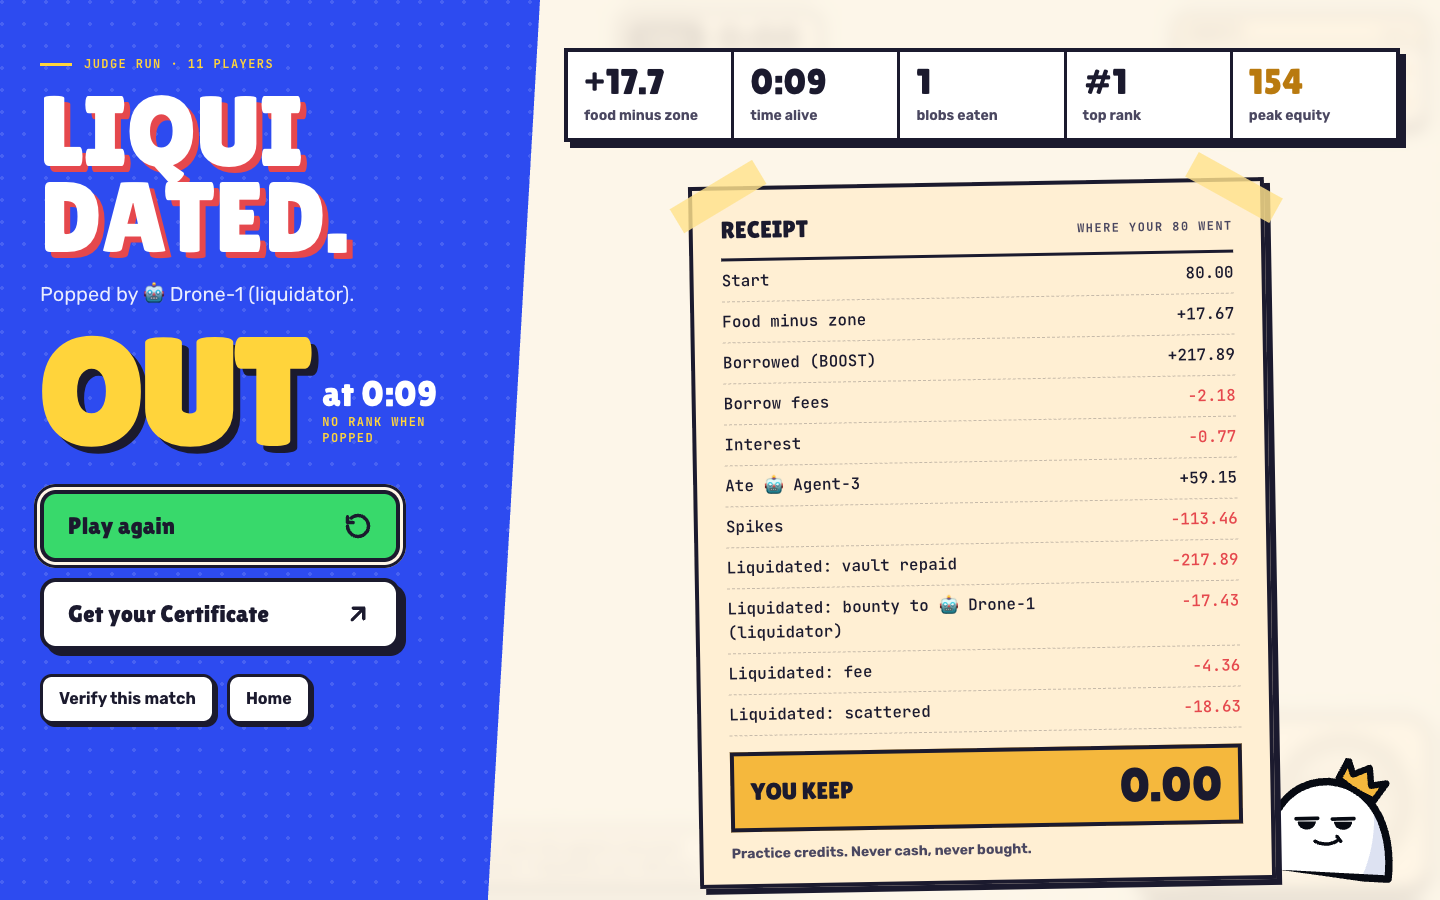 JUDGE RUN · 11 PLAYERS
LIQUI
DATED.
Popped by 🤖 Drone-1 (liquidator).
OUT
at 0:09
NO RANK WHEN
POPPED
Play again
Get your Certificate
Verify this match
Home
+17.7
food minus zone
0:09
time alive
1
blobs eaten
#1
top rank
154
peak equity
RECEIPT
WHERE YOUR 80 WENT
Start 80.00
Food minus zone +17.67
Borrowed (BOOST) +217.89
Borrow fees -2.18
Interest -0.77
Ate 🤖 Agent-3 +59.15
Spikes -113.46
Liquidated: vault repaid -217.89
Liquidated: bounty to 🤖 Drone-1 -17.43
(liquidator)
Liquidated: fee -4.36
Liquidated: scattered -18.63
YOU KEEP 0.00
Practice credits. Never cash, never bought.